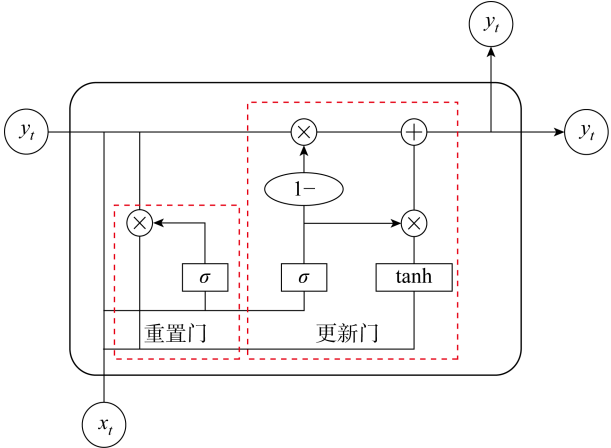 y_t
y_t
×
+
y_t
1−
×
×
σ
σ
tanh
重置门
更新门
x_t